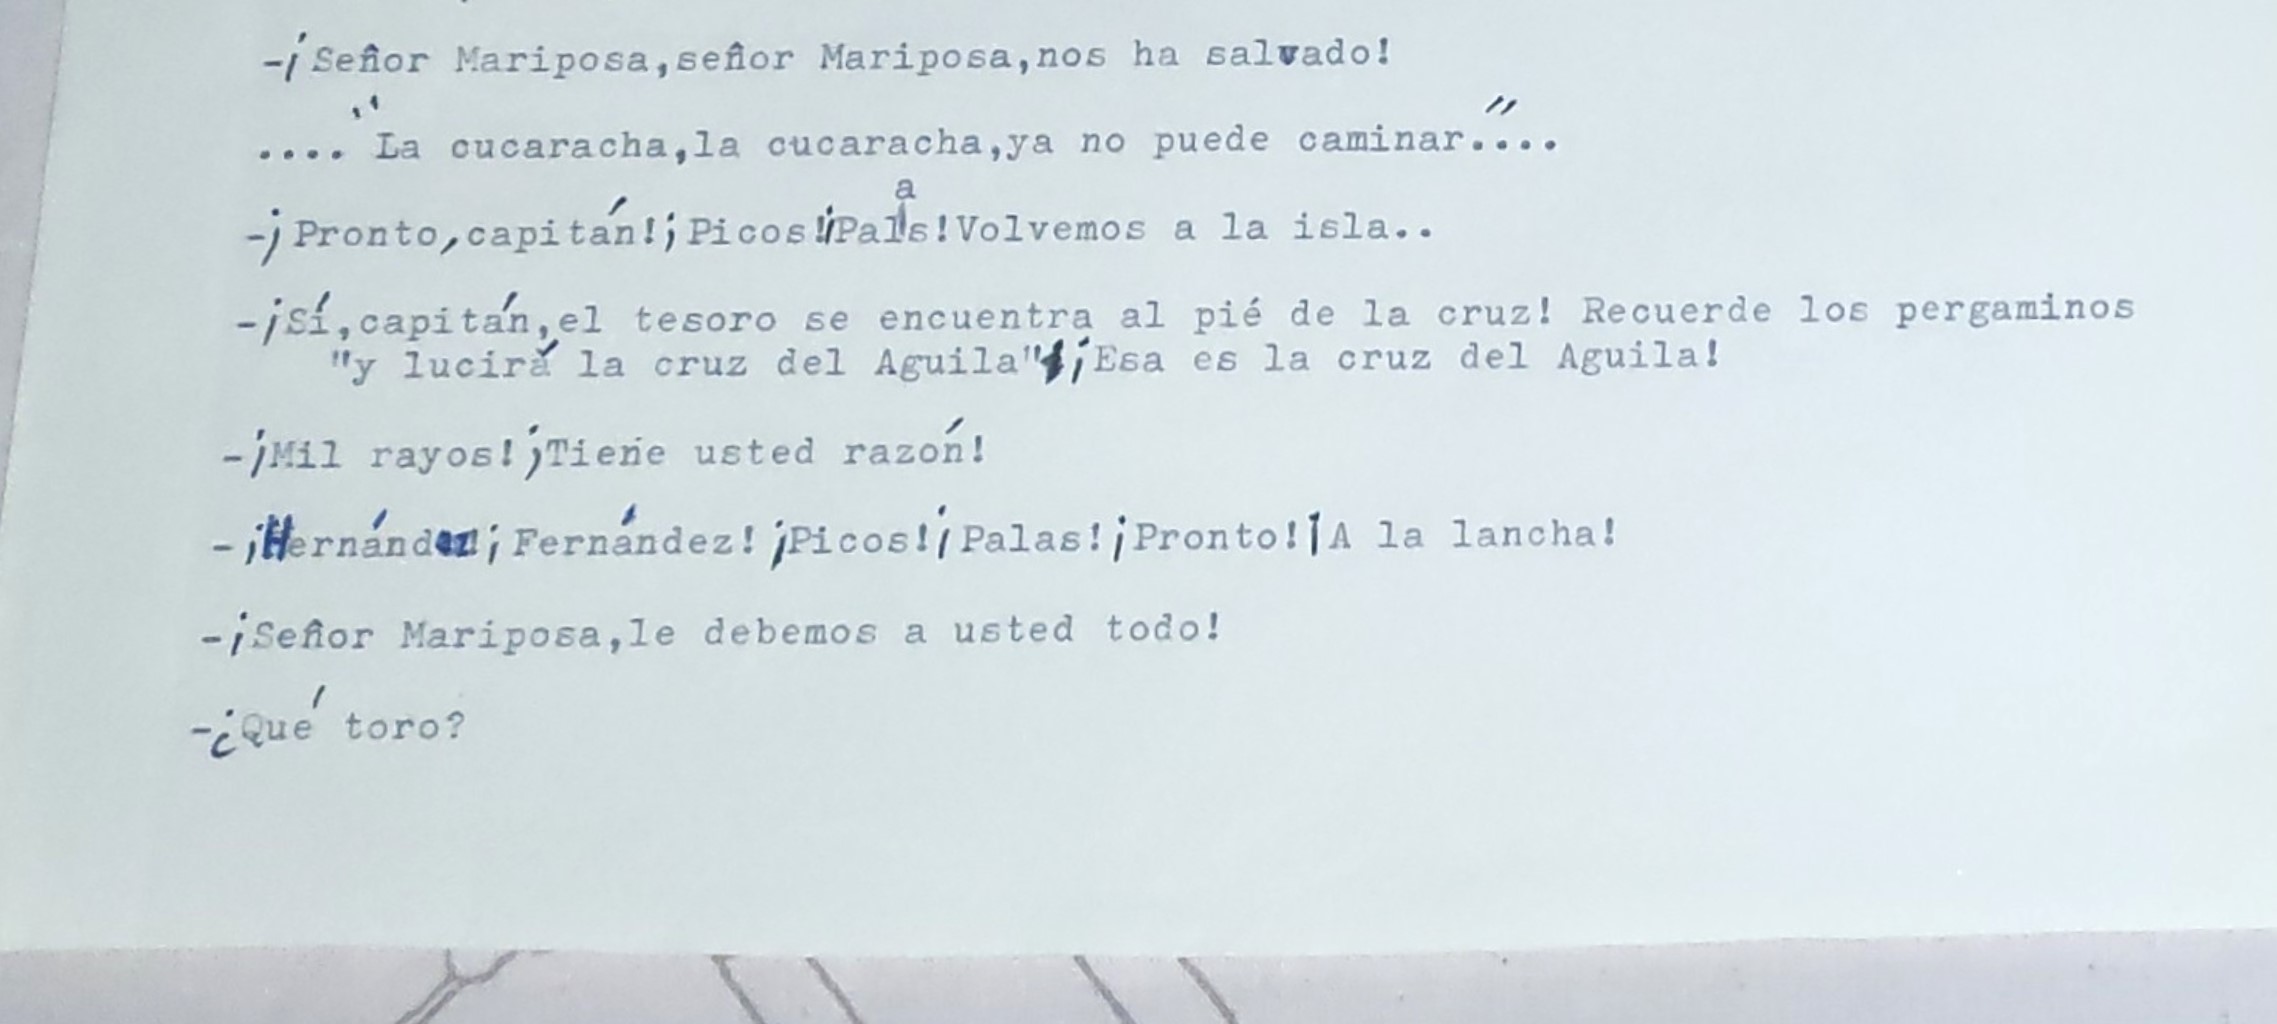 -¡Señor Mariposa,señor Mariposa,nos ha salvado!
...."La cucaracha,la cucaracha,ya no puede caminar"....
-¡Pronto,capitán!¡Picos!¡Palas!Volvemos a la isla..
-¡Sí,capitán,el tesoro se encuentra al pié de la cruz! Recuerde los pergaminos
"y lucirá la cruz del Aguila"¡Esa es la cruz del Aguila!
-¡Mil rayos!¡Tiene usted razón!
-¡Hernández!¡Fernández! ¡Picos!¡Palas!¡Pronto!¡A la lancha!
-¡Señor Mariposa,le debemos a usted todo!
-¿Qué toro?